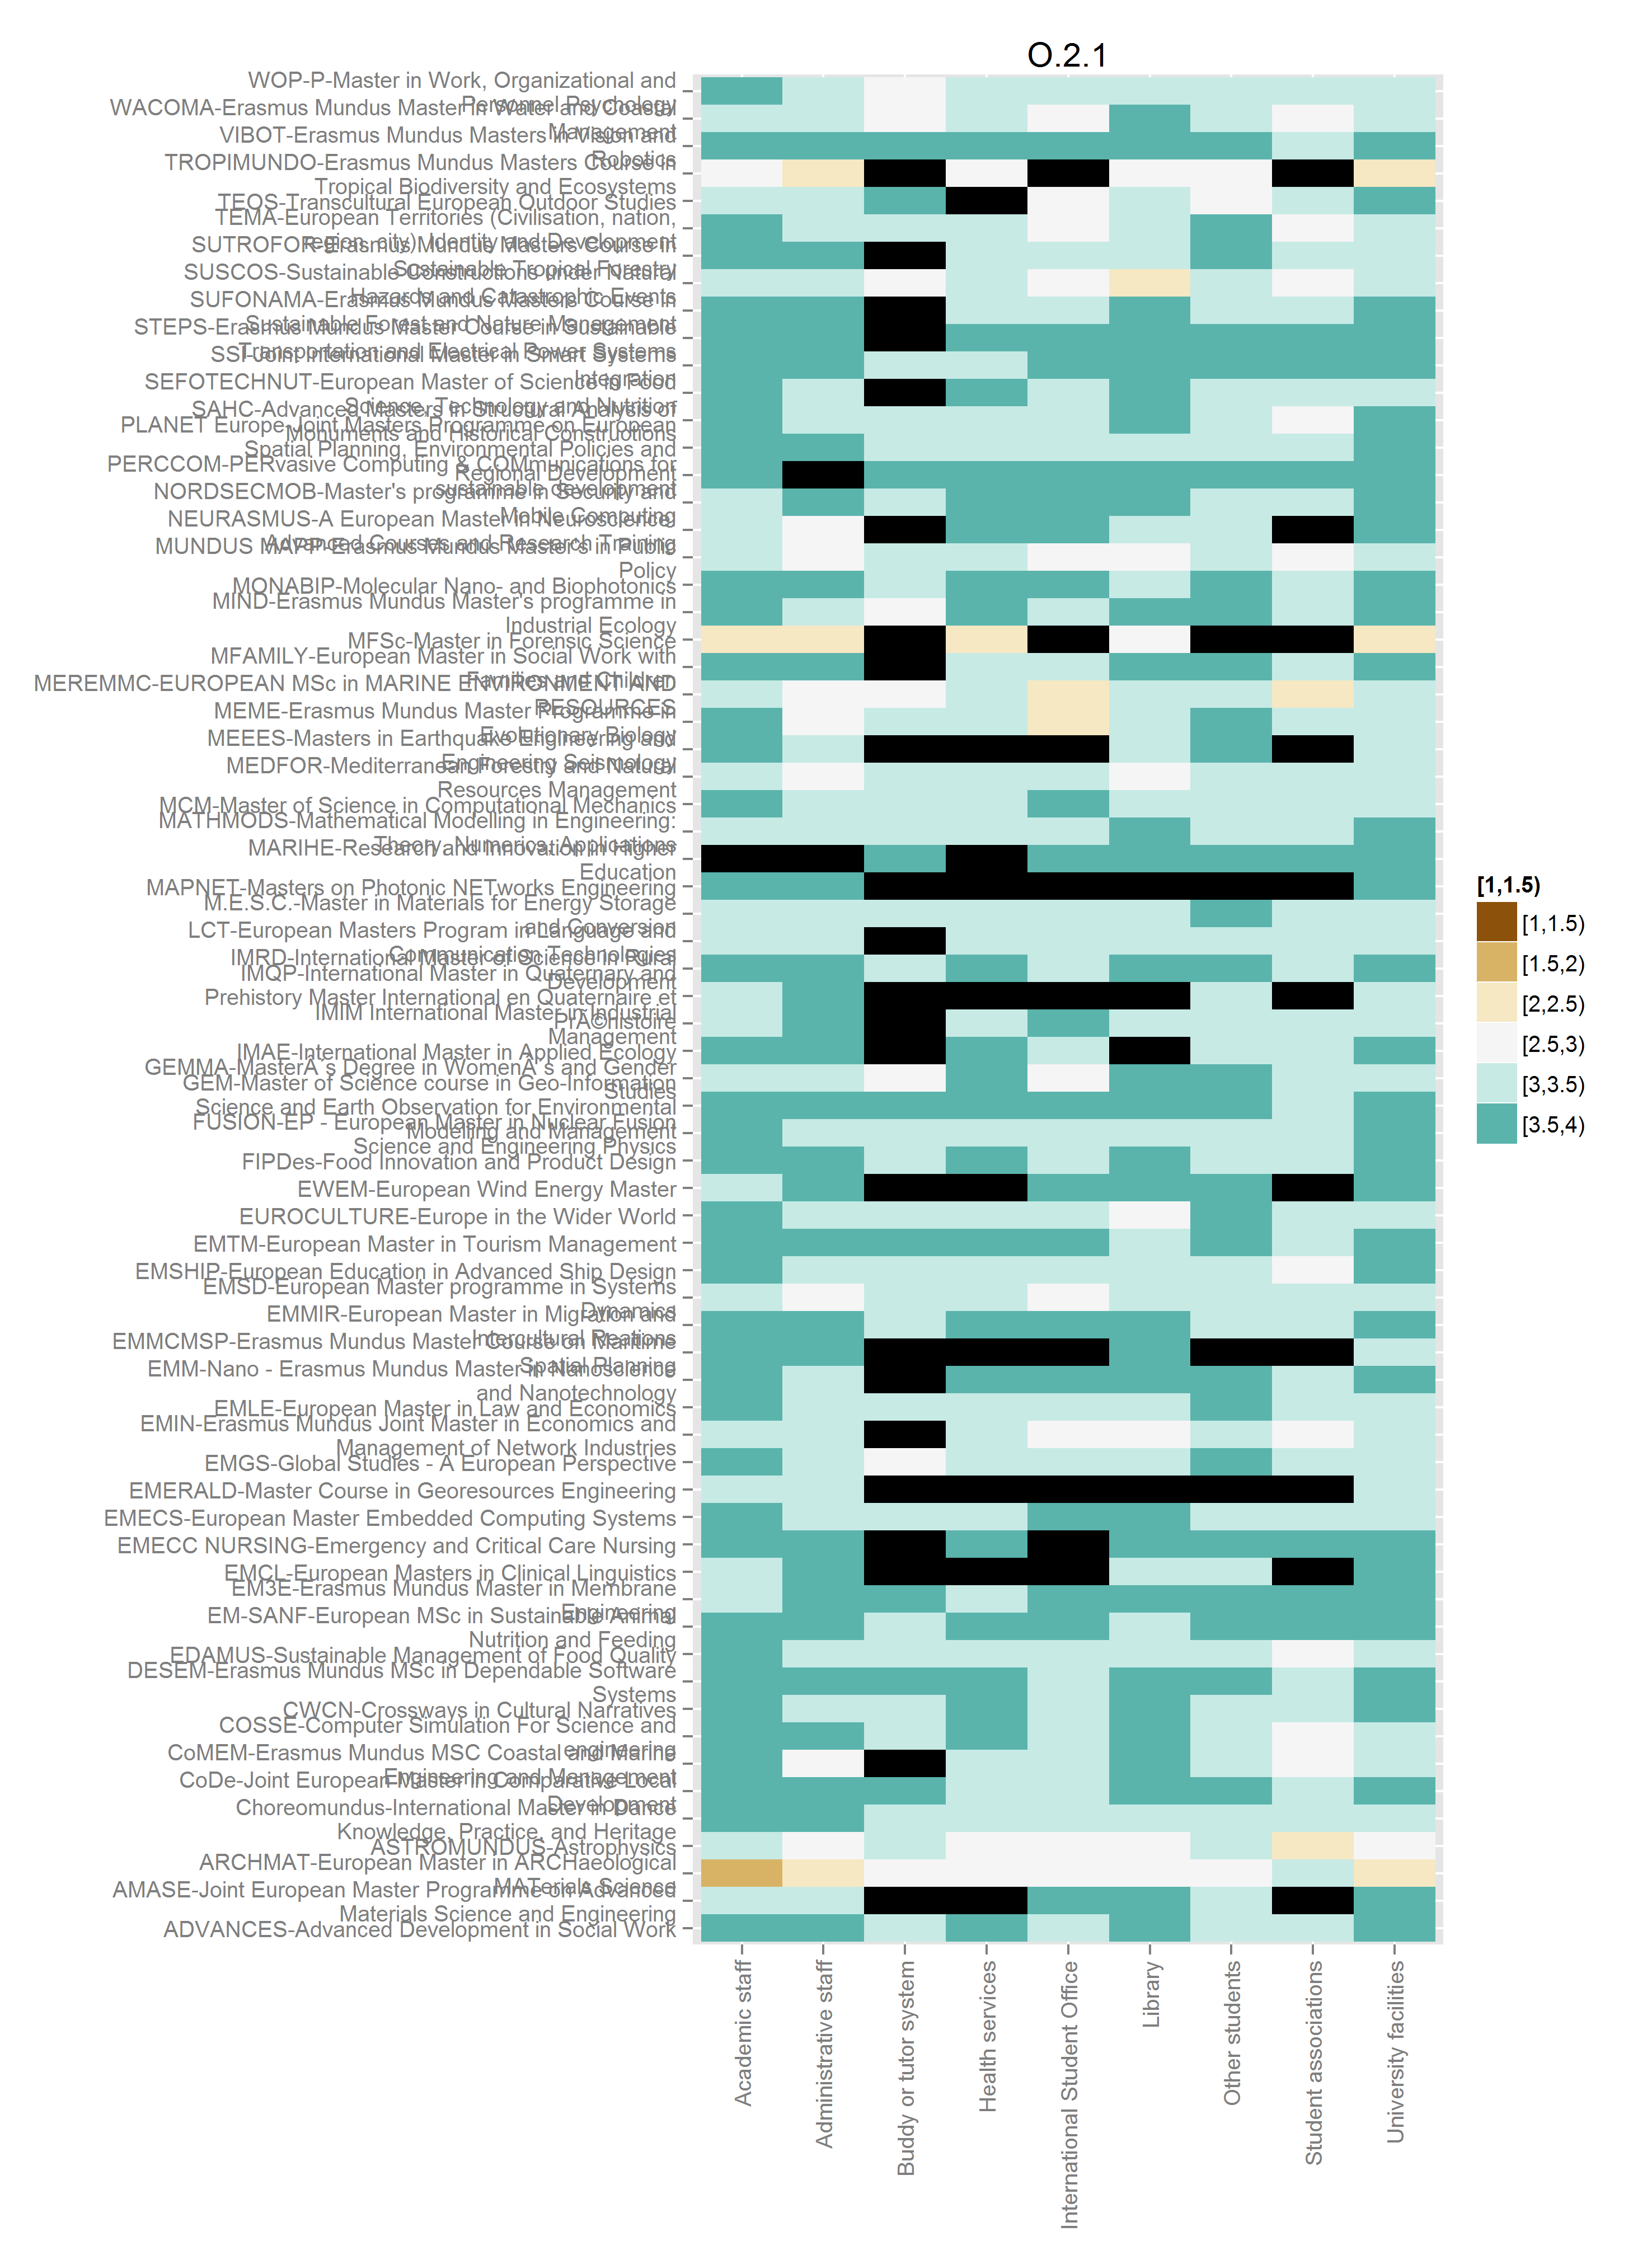 O.2.1
WOP-P-Master in Work, Organizational and
Personnel Psychology
WACOMA-Erasmus Mundus Master in Water and Coastal
Management
VIBOT-Erasmus Mundus Masters in Vision and
Robotics
TROPIMUNDO-Erasmus Mundus Masters Course in
Tropical Biodiversity and Ecosystems
TEOS-Transcultural European Outdoor Studies
TEMA-European Territories (Civilisation, nation,
region, city): Identity and Development
SUTROFOR-Erasmus Mundus Masters Course in
Sustainable Tropical Forestry
SUSCOS-Sustainable Constructions under Natural
Hazards and Catastrophic Events
SUFONAMA-Erasmus Mundus Masters Course in
Sustainable Forest and Nature Management
STEPS-Erasmus Mundus Master Course in Sustainable
Transportation and Electrical Power Systems
SSI-Joint International Master in Smart Systems
Integration
SEFOTECHNUT-European Master of Science in Food
Science, Technology and Nutrition
SAHC-Advanced Masters in Structural Analysis of
Monuments and Historical Constructions
PLANET Europe-Joint Masters Programme on European
Spatial Planning, Environmental Policies and
Regional Development
PERCCOM-PERvasive Computing & COMmunications for
sustainable development
NORDSECMOB-Master's programme in Security and
Mobile Computing
NEURASMUS-A European Master in Neuroscience:
Advanced Courses and Research Training
MUNDUS MAPP-Erasmus Mundus Master's in Public
Policy
MONABIP-Molecular Nano- and Biophotonics
MIND-Erasmus Mundus Master's programme in
Industrial Ecology
MFSc-Master in Forensic Science
MFAMILY-European Master in Social Work with
Families and Children
MEREMMC-EUROPEAN MSc in MARINE ENVIRONMENT AND
RESOURCES
MEME-Erasmus Mundus Master Programme in
Evolutionary Biology
MEEES-Masters in Earthquake Engineering and
Engineering Seismology
MEDFOR-Mediterranean Forestry and Natural
Resources Management
MCM-Master of Science in Computational Mechanics
MATHMODS-Mathematical Modelling in Engineering:
Theory, Numerics, Applications
MARIHE-Research and Innovation in Higher
Education
MAPNET-Masters on Photonic NETworks Engineering
M.E.S.C.-Master in Materials for Energy Storage
and Conversion
LCT-European Masters Program in Language and
Communication Technologies
IMRD-International Master of Science in Rural
Development
IMQP-International Master in Quaternary and
Prehistory Master International en Quaternaire et
PrÃ©histoire
IMIM International Master in Industrial
Management
IMAE-International Master in Applied Ecology
GEMMA-MasterÂ´s Degree in WomenÂ´s and Gender
Studies
GEM-Master of Science course in Geo-Information
Science and Earth Observation for Environmental
Modelling and Management
FUSION-EP - European Master in Nuclear Fusion
Science and Engineering Physics
FIPDes-Food Innovation and Product Design
EWEM-European Wind Energy Master
EUROCULTURE-Europe in the Wider World
EMTM-European Master in Tourism Management
EMSHIP-European Education in Advanced Ship Design
EMSD-European Master programme in Systems
Dynamics
EMMIR-European Master in Migration and
Intercultural Reations
EMMCMSP-Erasmus Mundus Master Course on Maritime
Spatial Planning
EMM-Nano - Erasmus Mundus Master in Nanoscience
and Nanotechnology
EMLE-European Master in Law and Economics
EMIN-Erasmus Mundus Joint Master in Economics and
Management of Network Industries
EMGS-Global Studies - A European Perspective
EMERALD-Master Course in Georesources Engineering
EMECS-European Master Embedded Computing Systems
EMECC NURSING-Emergency and Critical Care Nursing
EMCL-European Masters in Clinical Linguistics
EM3E-Erasmus Mundus Master in Membrane
Engineering
EM-SANF-European MSc in Sustainable Animal
Nutrition and Feeding
EDAMUS-Sustainable Management of Food Quality
DESEM-Erasmus Mundus MSc in Dependable Software
Systems
CWCN-Crossways in Cultural Narratives
COSSE-Computer Simulation For Science and
engineering
CoMEM-Erasmus Mundus MSC Coastal and Marine
Engineering and Management
CoDe-Joint European Master in Comparative Local
Development
Choreomundus-International Master in Dance
Knowledge, Practice, and Heritage
ASTROMUNDUS-Astrophysics
ARCHMAT-European Master in ARCHaeological
MATerials Science
AMASE-Joint European Master Programme on Advanced
Materials Science and Engineering
ADVANCES-Advanced Development in Social Work
Academic staff
Administrative staff
Buddy or tutor system
Health services
International Student Office
Library
Other students
Student associations
University facilities
[1,1.5)
[1,1.5)
[1.5,2)
[2,2.5)
[2.5,3)
[3,3.5)
[3.5,4)